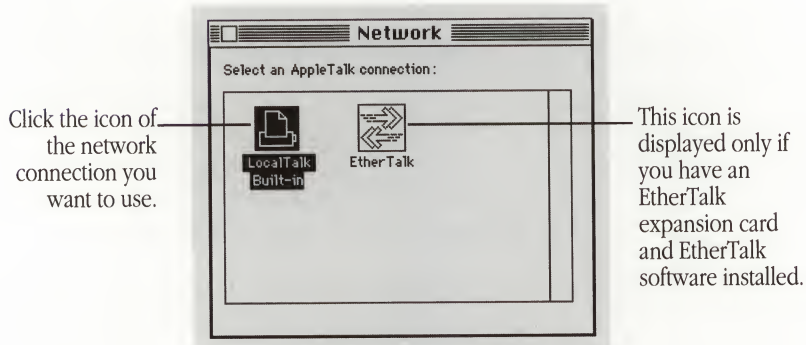 Network
Select an AppleTalk connection:
Click the icon of
the network
connection you
want to use.
LocalTalk
Built-in
EtherTalk
This icon is
displayed only if
you have an
EtherTalk
expansion card
and EtherTalk
software installed.